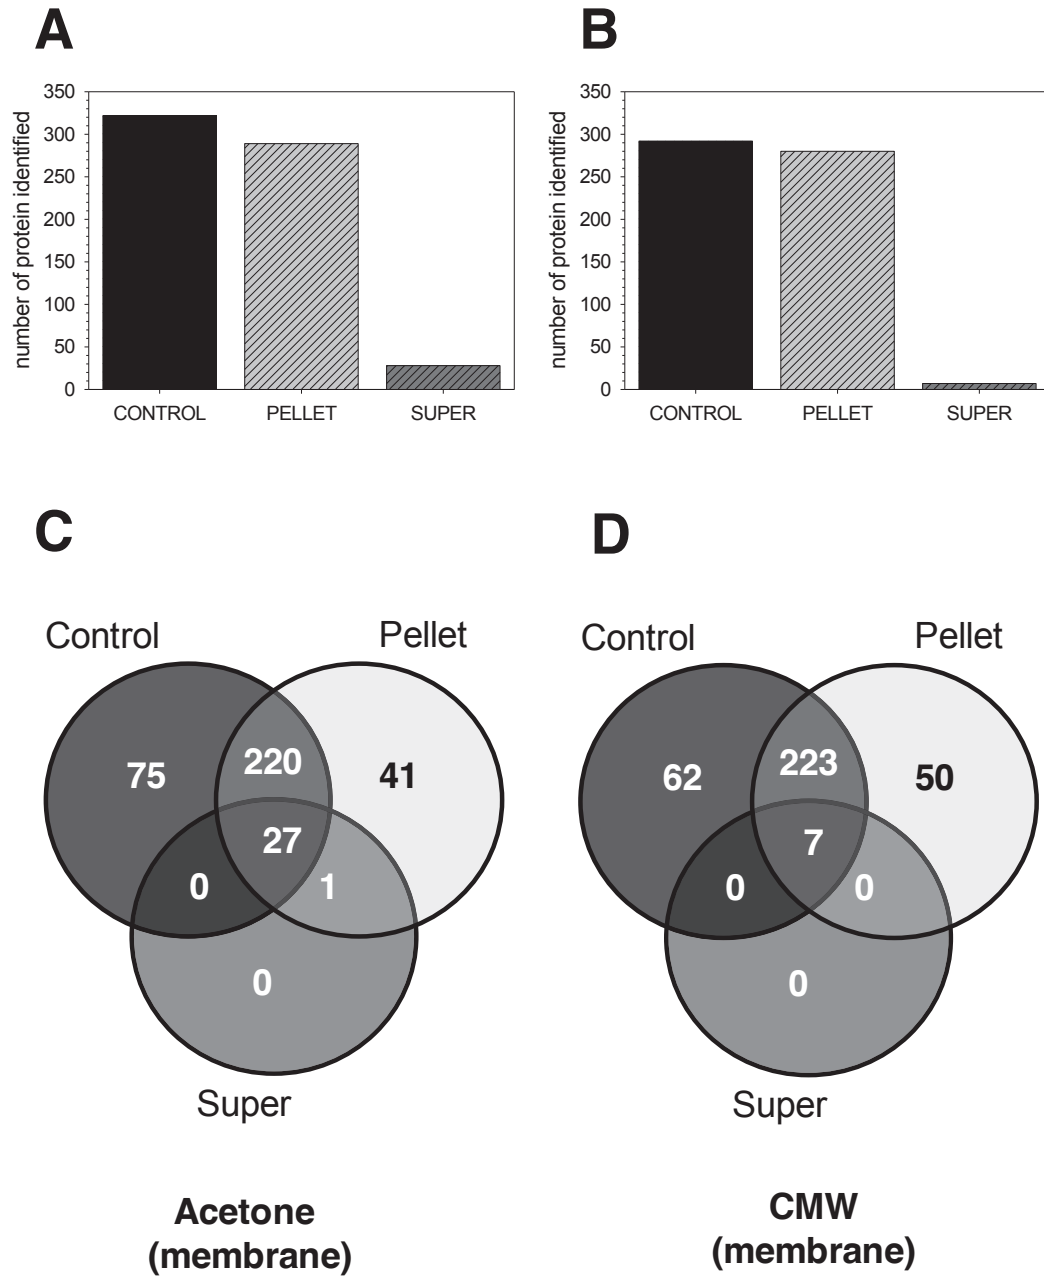 A
B
number of protein identified
350
300
250
200
150
100
50
0
CONTROL
PELLET
SUPER
number of protein identified
350
300
250
200
150
100
50
0
CONTROL
PELLET
SUPER
C
D
Control
Pellet
75
220
41
27
0
1
0
Super
Control
Pellet
62
223
50
7
0
0
0
Super
Acetone
(membrane)
CMW
(membrane)